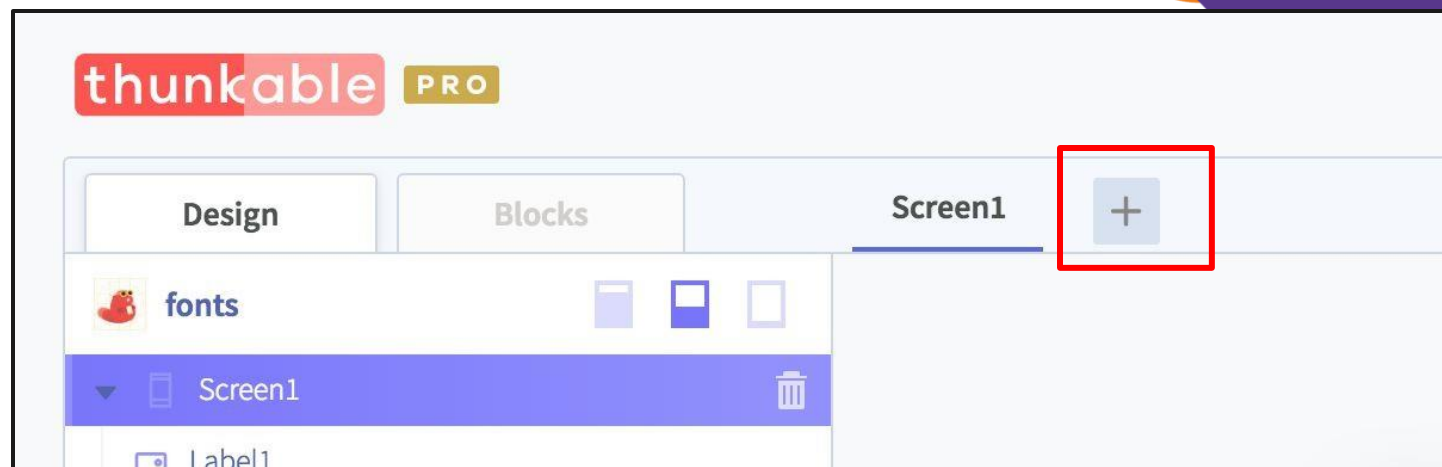 thunkable PRO
Design Blocks Screen1 +
fonts
Screen1
Label1